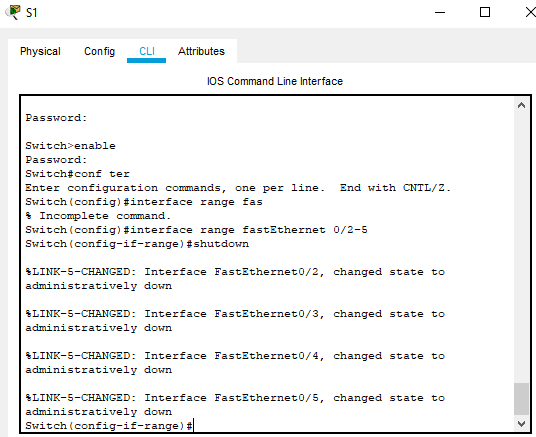 S1
Physical Config CLI Attributes
IOS Command Line Interface
Password:
Switch>enable
Password:
Switch#conf ter
Enter configuration commands, one per line.  End with CNTL/Z.
Switch(config)#interface range fas
% Incomplete command.
Switch(config)#interface range fastEthernet 0/2-5
Switch(config-if-range)#shutdown
%LINK-5-CHANGED: Interface FastEthernet0/2, changed state to
administratively down
%LINK-5-CHANGED: Interface FastEthernet0/3, changed state to
administratively down
%LINK-5-CHANGED: Interface FastEthernet0/4, changed state to
administratively down
%LINK-5-CHANGED: Interface FastEthernet0/5, changed state to
administratively down
Switch(config-if-range)#